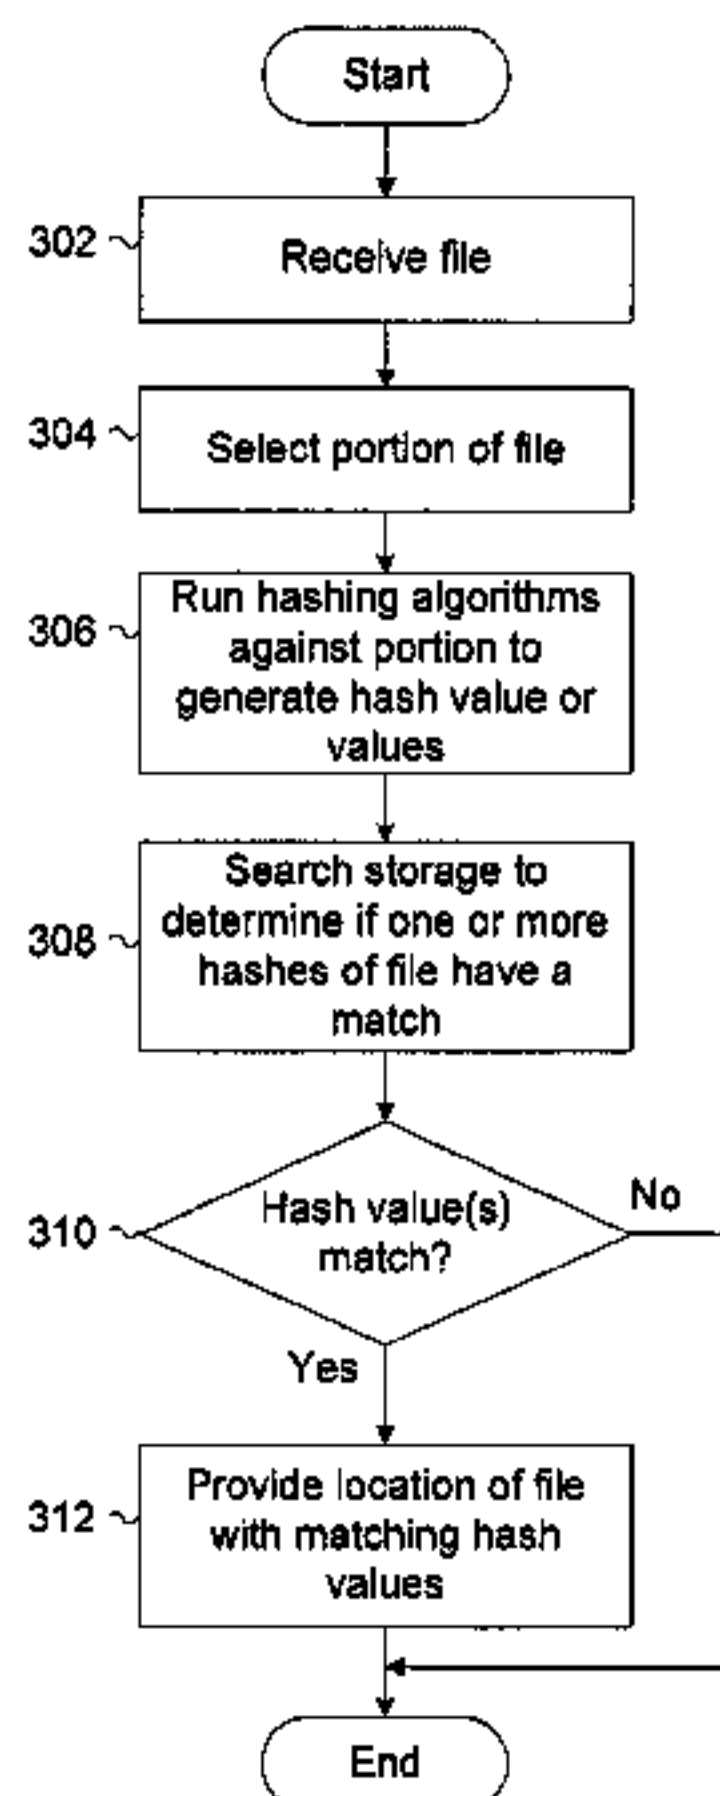 Start
302
Receive file
304
Select portion of file
306
Run hashing algorithms
against portion to
generate hash value or
values
308
Search storage to
determine if one or more
hashes of file have a
match
310
Hash value(s)
match?
No
Yes
312
Provide location of file
with matching hash
values
End